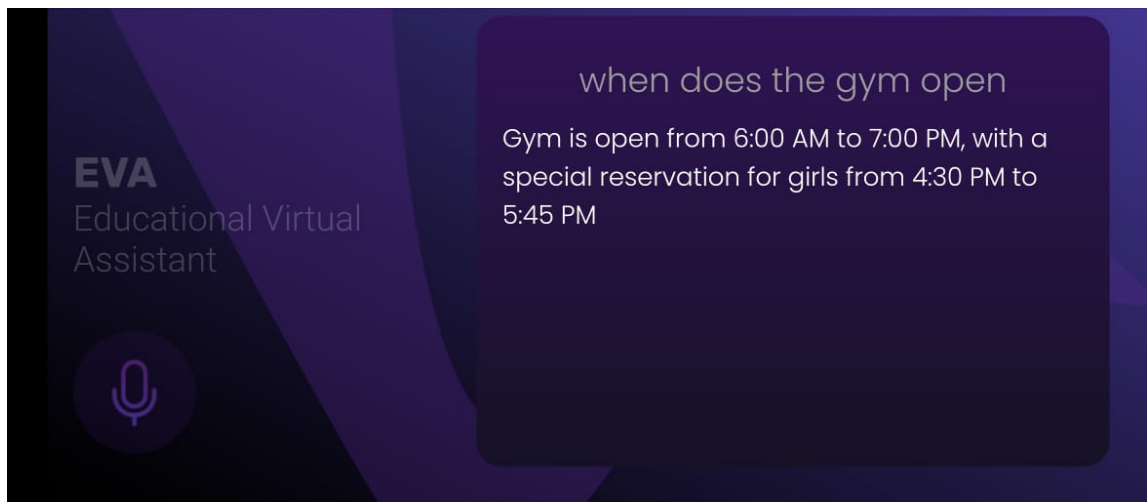 when does the gym open
Gym is open from 6:00 AM to 7:00 PM, with a
special reservation for girls from 4:30 PM to
5:45 PM
EVA
Educational Virtual
Assistant